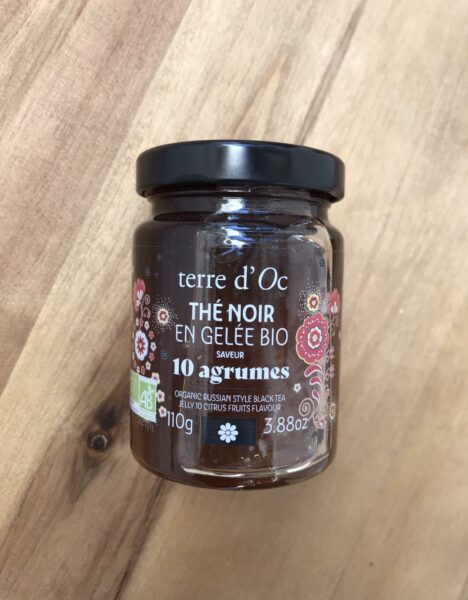 terre d'Oc
THÉ NOIR
EN GELÉE BIO
SAVEUR
10 agrumes
ORGANIC RUSSIAN STYLE BLACK TEA
JELLY 10 CITRUS FRUITS FLAVOUR
110g 3.88oz
AB